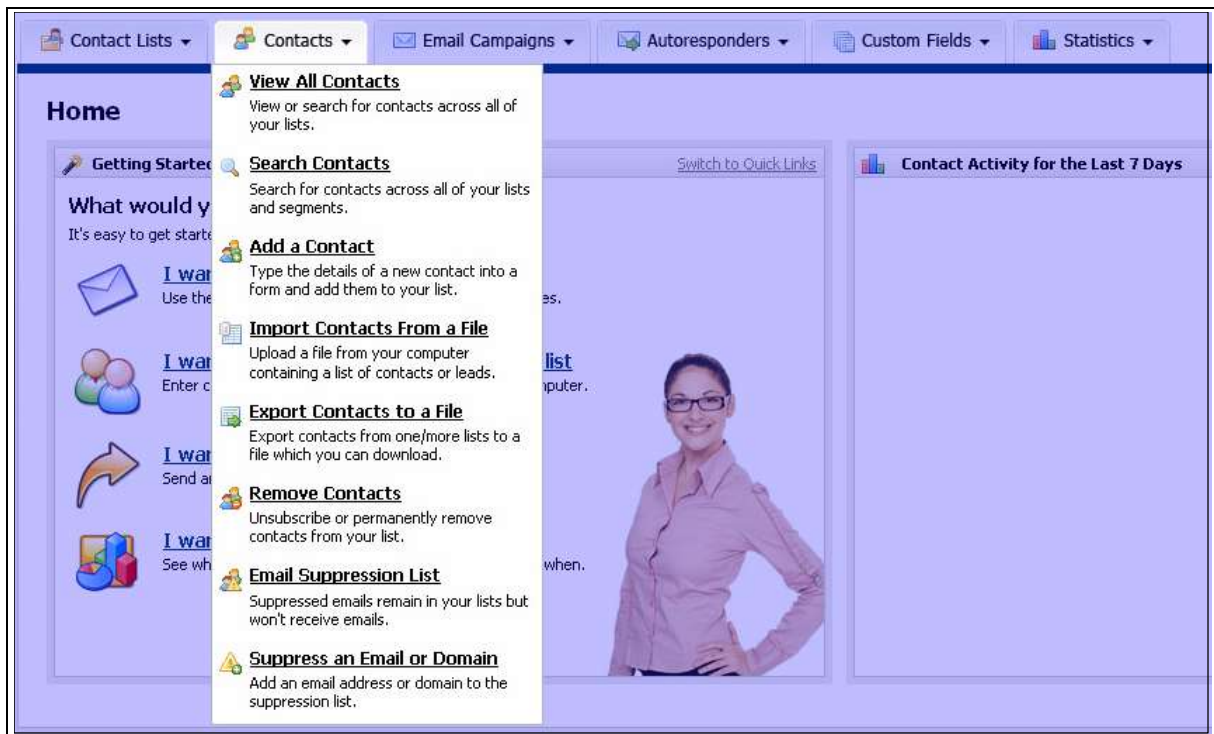 Contact Lists
Contacts
Email Campaigns
Autoresponders
Custom Fields
Statistics
Home
View All Contacts
View or search for contacts across all of
your lists.
Search Contacts
Search for contacts across all of your lists
and segments.
Add a Contact
Type the details of a new contact into a
form and add them to your list.
Import Contacts From a File
Upload a file from your computer
containing a list of contacts or leads.
Export Contacts to a File
Export contacts from one/more lists to a
file which you can download.
Remove Contacts
Unsubscribe or permanently remove
contacts from your list.
Email Suppression List
Suppressed emails remain in your lists but
won't receive emails.
Suppress an Email or Domain
Add an email address or domain to the
suppression list.
Getting Started
Switch to Quick Links
What would y
It's easy to get starte
I wan
Use the
es.
I wan
list
Enter c
nputer.
I wan
Send a
I wan
See wh
when.
Contact Activity for the Last 7 Days